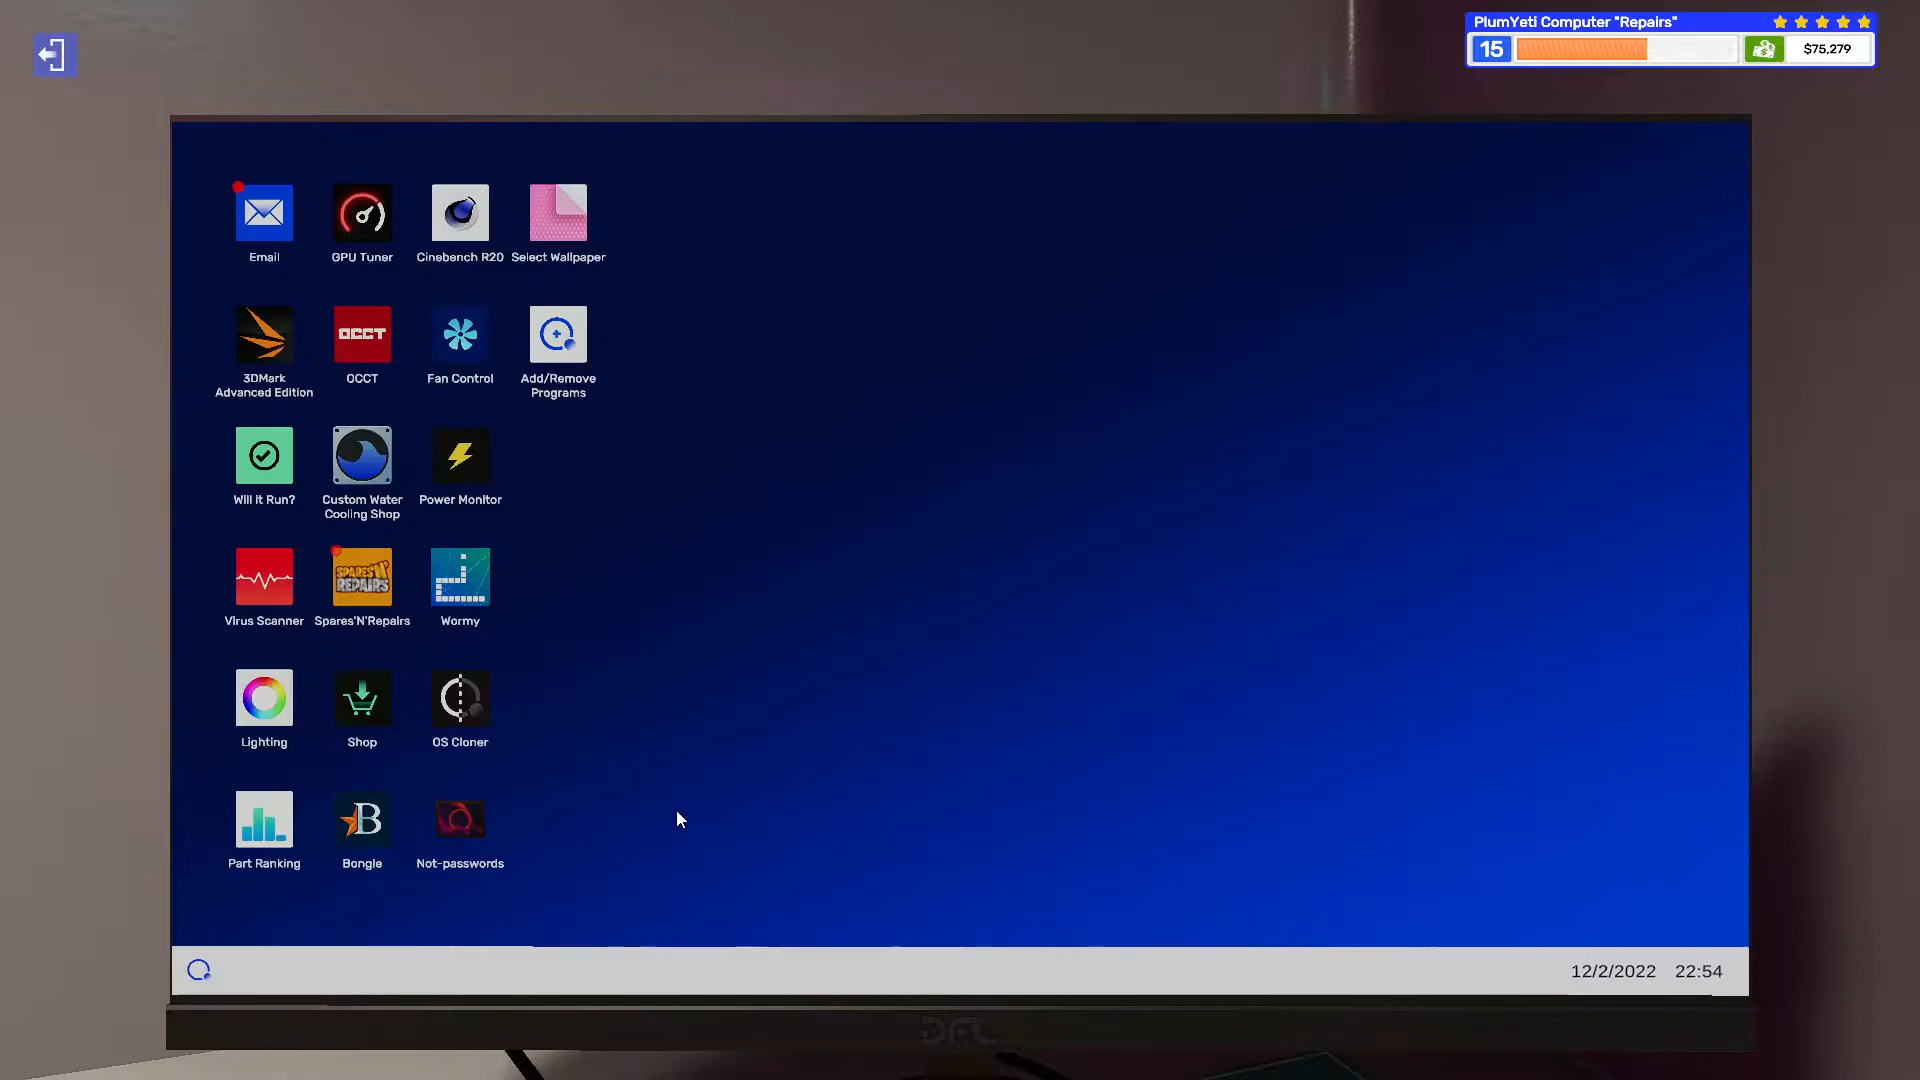 PlumYeti Computer "Repairs"
15
$75,279
Email
GPU Tuner
Cinebench R20
Select Wallpaper
OCCT
3DMark
Advanced Edition
OCCT
Fan Control
Add/Remove
Programs
Will it Run?
Custom Water
Cooling Shop
Power Monitor
SPARES'N'
REPAIRS
Virus Scanner
Spares'N'Repairs
Wormy
Lighting
Shop
OS Cloner
B
Part Ranking
Bongle
Not-passwords
12/2/2022
22:54
DFL